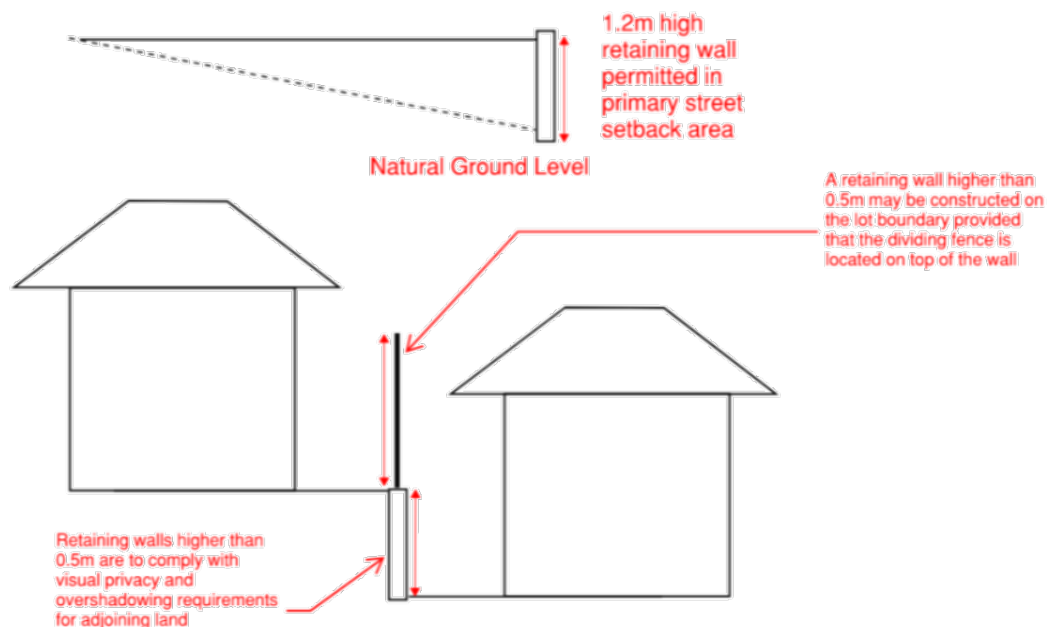 1.2m high
retaining wall
permitted in
primary street
setback area
Natural Ground Level
A retaining wall higher than
0.5m may be constructed on
the lot boundary provided
that the dividing fence is
located on top of the wall
Retaining walls higher than
0.5m are to comply with
visual privacy and
overshadowing requirements
for adjoining land